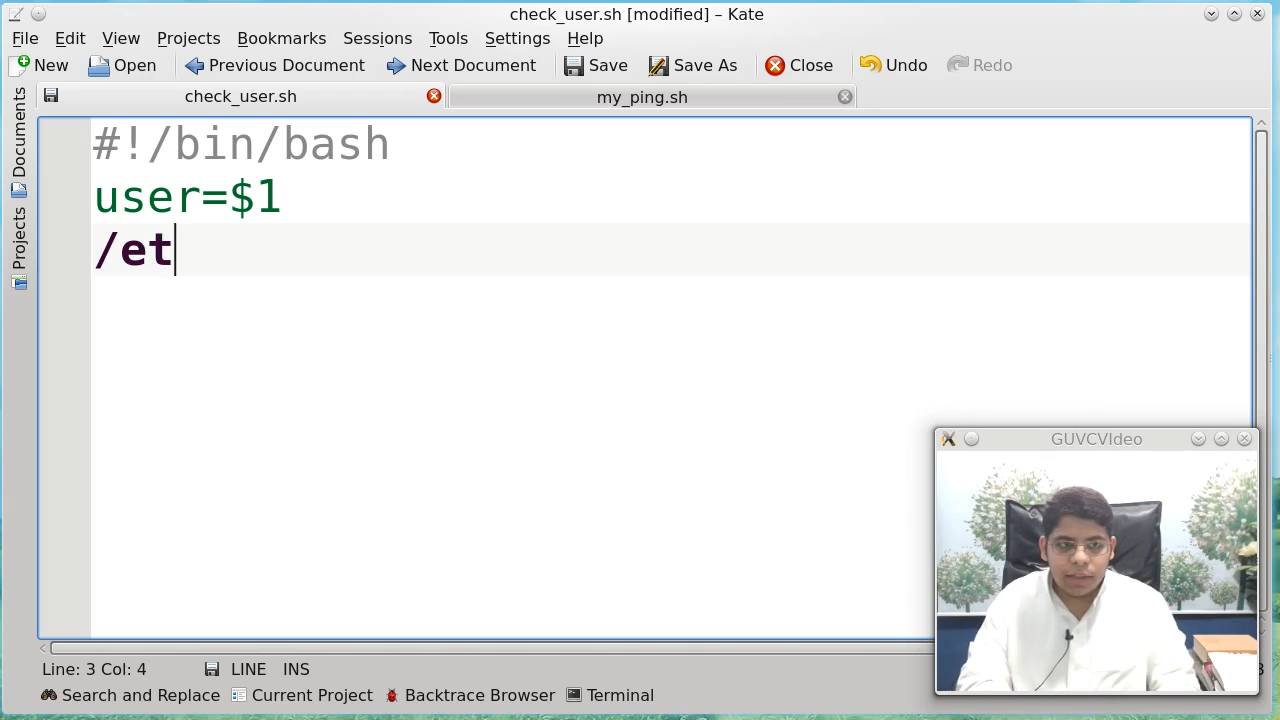 check_user.sh [modified] – Kate
File Edit View Projects Bookmarks Sessions Tools Settings Help
New Open Previous Document Next Document Save Save As Close Undo Redo
Documents
Projects
check_user.sh my_ping.sh
#!/bin/bash
user=$1
/et
GUVCVIdeo
Line: 3 Col: 4 LINE INS
Search and Replace Current Project Backtrace Browser Terminal